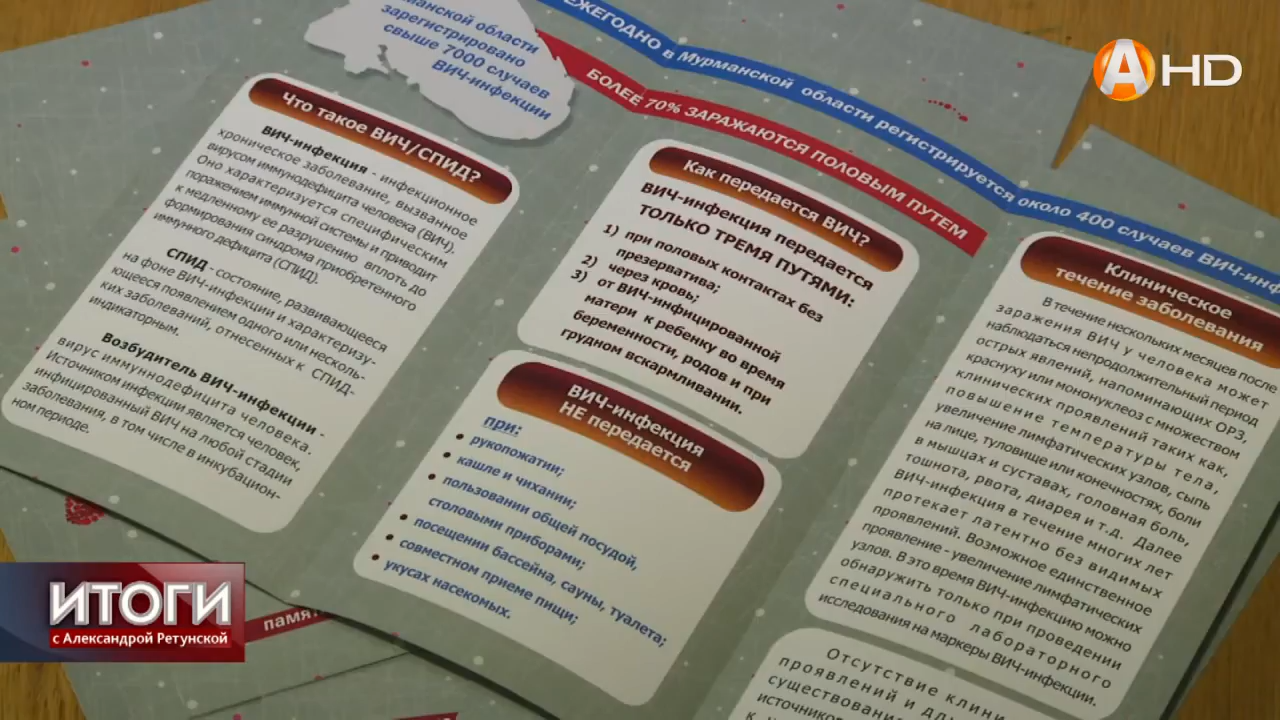 рманской области
зарегистрировано
свыше 7000 случаев
ВИЧ-инфекции
ЕЖЕГОДНО в Мурманской области регистрируется около 400 случаев ВИЧ-инф
БОЛЕЕ 70% ЗАРАЖАЮТСЯ ПОЛОВЫМ ПУТЕМ
A HD
Что такое ВИЧ/СПИД?
ВИЧ-инфекция - инфекционное
хроническое заболевание, вызванное
вирусом иммунодефицита человека (ВИЧ).
Оно характеризуется специфическим
поражением иммунной системы и приводит
к медленному ее разрушению вплоть до
формирования синдрома приобретенного
иммунного дефицита (СПИД).
СПИД - состояние, развивающееся
на фоне ВИЧ-инфекции и характеризу-
ющееся появлением одного или несколь-
ких заболеваний, отнесенных к СПИД-
индикаторным.
Возбудитель ВИЧ-инфекции -
вирус иммуннодефицита человека.
Источником инфекции является человек,
инфицированный ВИЧ на любой стадии
заболевания, в том числе в инкубацион-
ном периоде.
Как передается ВИЧ?
ВИЧ-инфекция передается
ТОЛЬКО ТРЕМЯ ПУТЯМИ:
1) при половых контактах без
презерватива;
2) через кровь;
3) от ВИЧ-инфицированной
матери к ребенку во время
беременности, родов и при
грудном вскармливании.
ВИЧ-инфекция
НЕ передается
при:
• рукопожатии;
• кашле и чихании;
• пользовании общей посудой,
столовыми приборами;
• посещении бассейна, сауны, туалета;
• совместном приеме пищи;
• укусах насекомых.
Клиническое
течение заболевания
В течение нескольких месяцев после
заражения ВИЧ у человека может
наблюдаться непродолжительный период
острых явлений, напоминающих ОРЗ,
краснуху или мононуклеоз с множеством
клинических проявлений таких как,
повышение температуры тела,
увеличение лимфатических узлов, сыпь
на лице, туловище или конечностях, боли
в мышцах и суставах, головная боль,
тошнота, рвота, диарея и т.д. Далее
ВИЧ-инфекция в течение многих лет
протекает латентно без видимых
проявлений. Возможное единственное
проявление - увеличение лимфатических
узлов. В это время ВИЧ-инфекцию можно
обнаружить только при проведении
специального лабораторного
исследования на маркеры ВИЧ-инфекции.
Отсутствие клини
проявлений и дли
существовани
источников
памят
ИТОГИ
с Александрой Ретунской